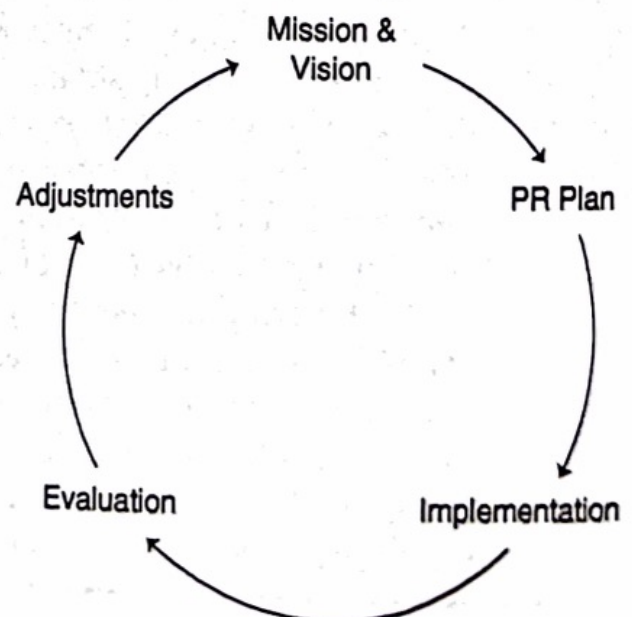 Mission &
Vision
PR Plan
Implementation
Evaluation
Adjustments